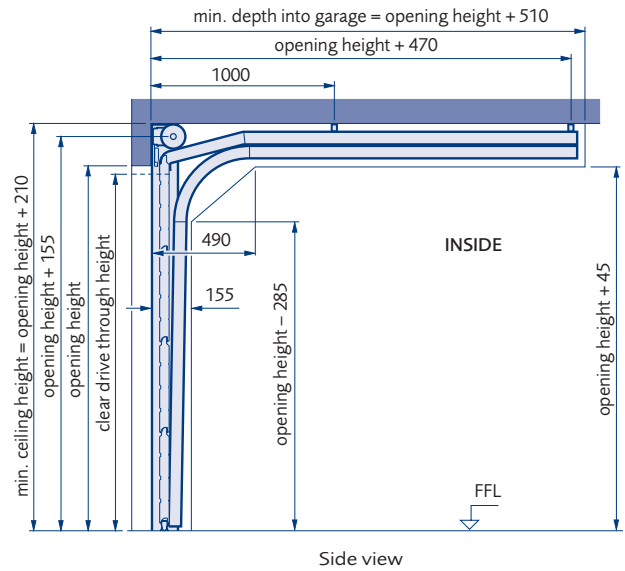 min. depth into garage = opening height + 510
opening height + 470
1000
min. ceiling height = opening height + 210
opening height + 155
opening height
clear drive through height
490
155
opening height – 285
INSIDE
opening height + 45
FFL
Side view